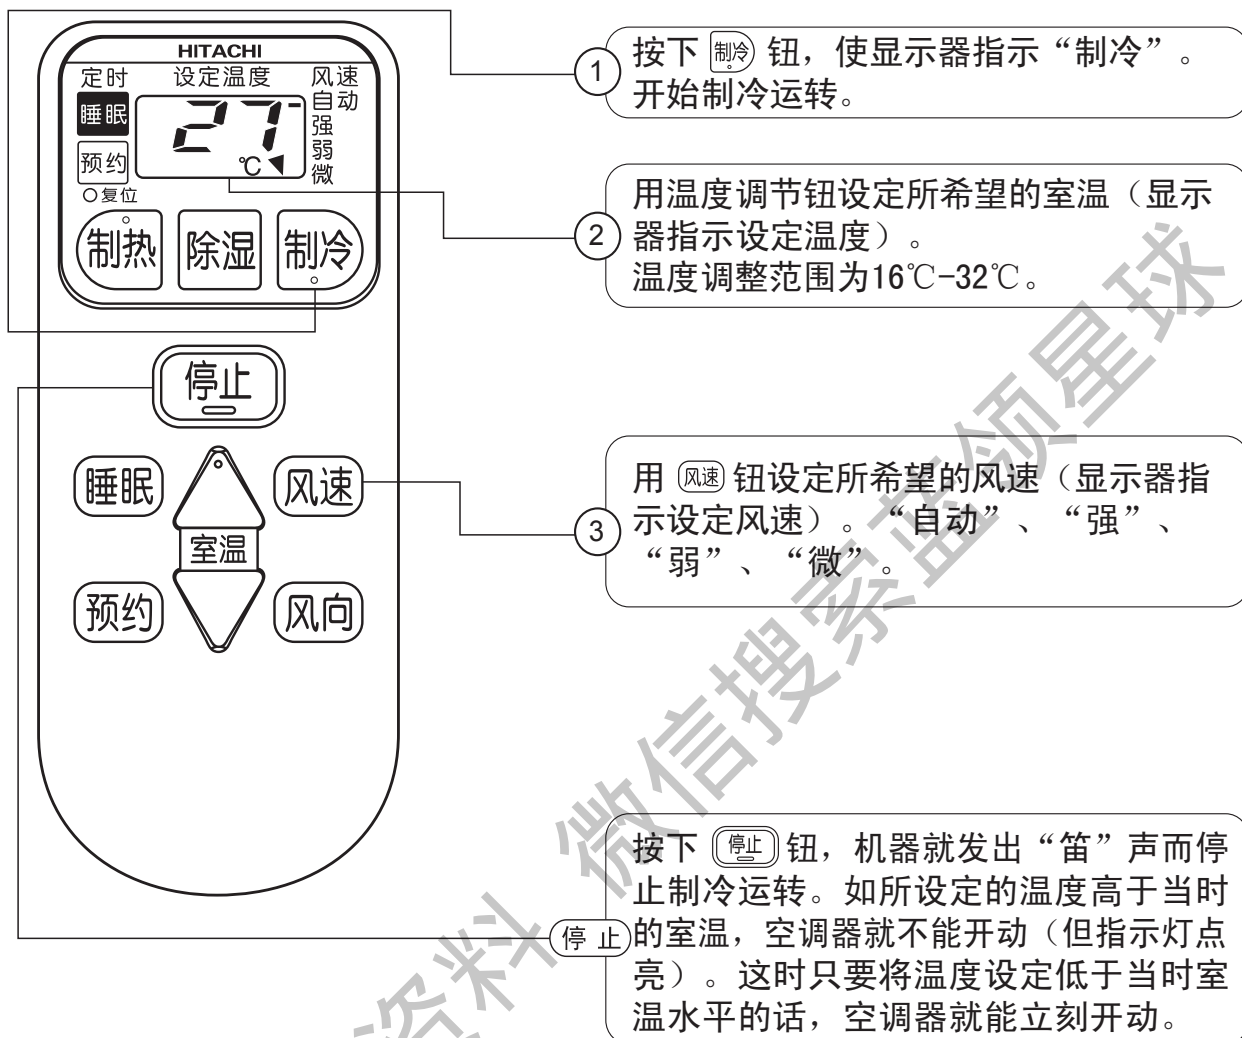 HITACHI
定时 设定温度 风速
睡眠 27 ℃ 自动
强
预约 弱
微
复位
制热 除湿 制冷
停止
睡眠 风速
室温
预约 风向
1 按下 制冷 钮，使显示器指示“制冷”。
开始制冷运转。
2 用温度调节钮设定所希望的室温（显示
器指示设定温度）。
温度调整范围为16℃-32℃。
3 用 风速 钮设定所希望的风速（显示器指
示设定风速）。“自动”、“强”、
“弱”、“微”。
停止 按下 停止 钮，机器就发出“笛”声而停
止制冷运转。如所设定的温度高于当时
的室温，空调器就不能开动（但指示灯点
亮）。这时只要将温度设定低于当时室
温水平的话，空调器就能立刻开动。
资料 微信搜索蓝领星球